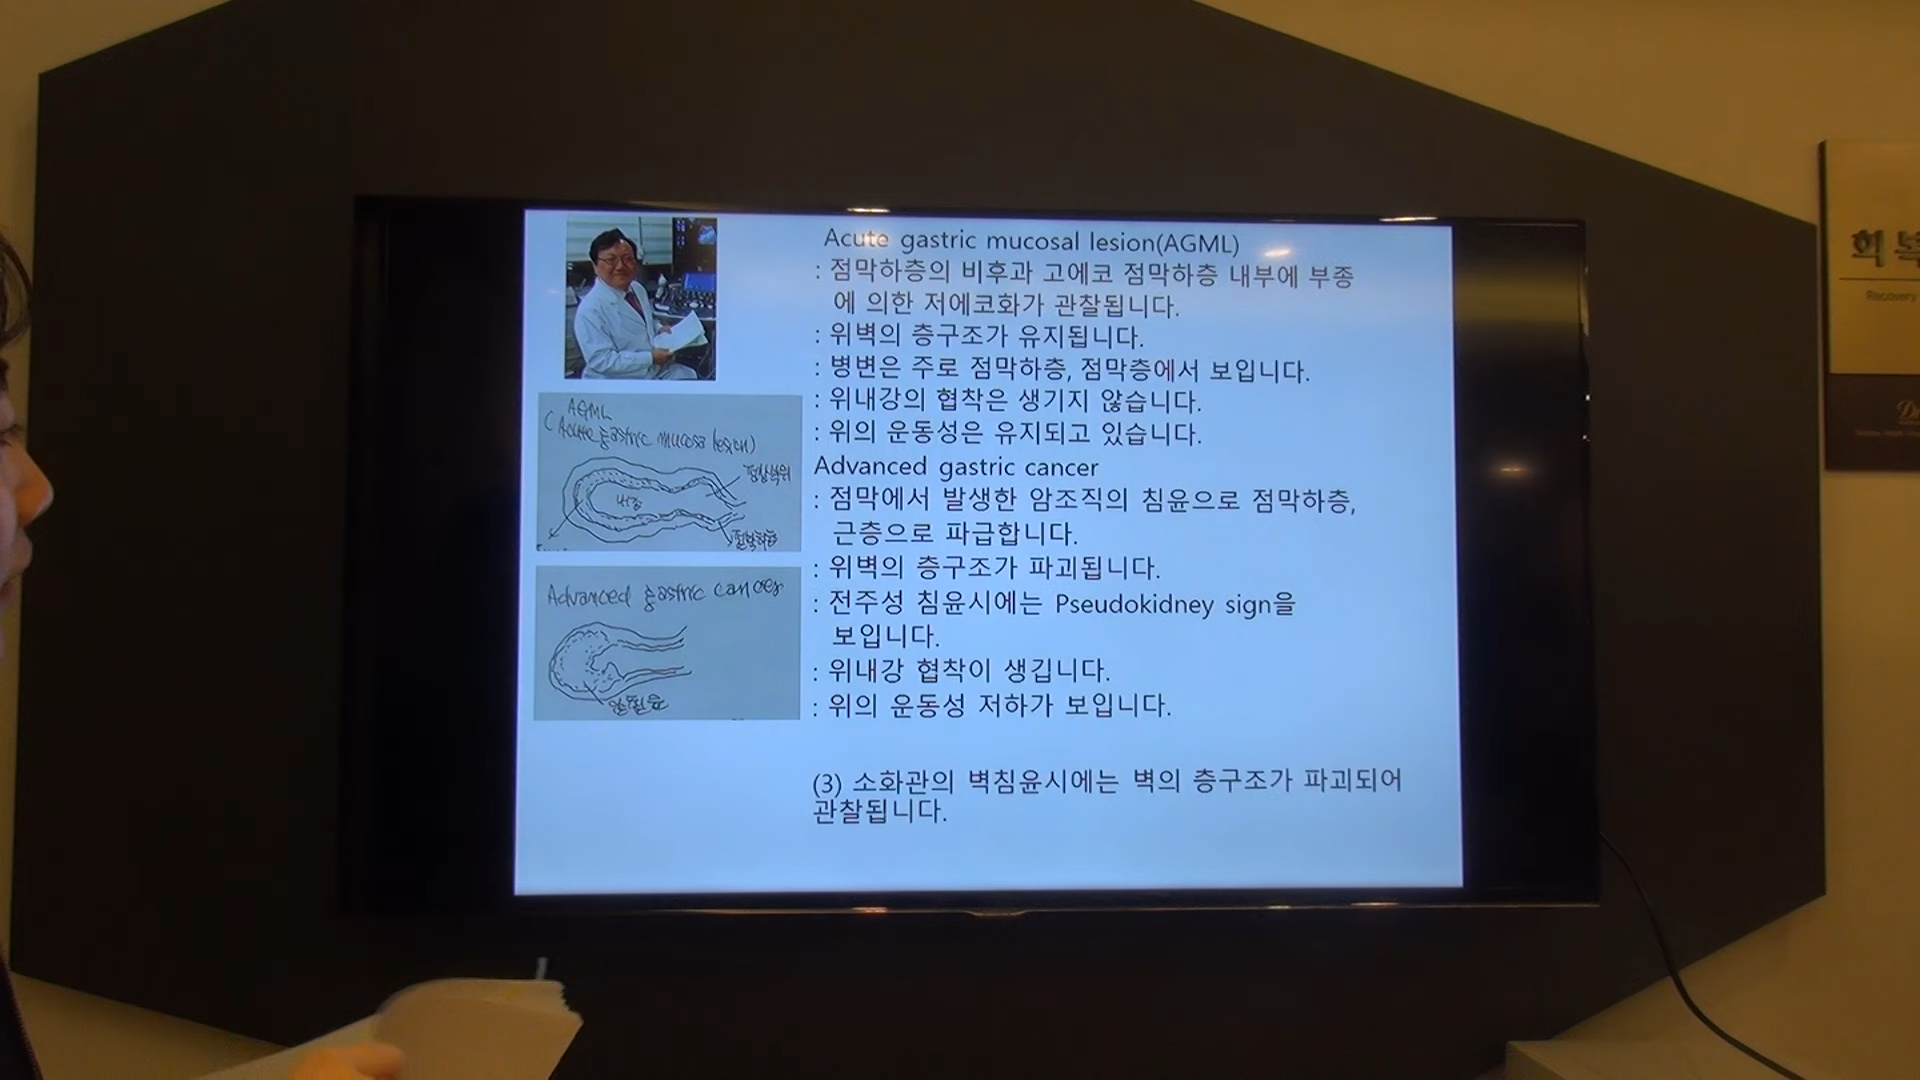 Acute gastric mucosal lesion(AGML)
: 점막하층의 비후과 고에코 점막하층 내부에 부종
에 의한 저에코화가 관찰됩니다.
: 위벽의 층구조가 유지됩니다.
: 병변은 주로 점막하층, 점막층에서 보입니다.
: 위내강의 협착은 생기지 않습니다.
: 위의 운동성은 유지되고 있습니다.
Advanced gastric cancer
: 점막에서 발생한 암조직의 침윤으로 점막하층,
근층으로 파급합니다.
: 위벽의 층구조가 파괴됩니다.
: 전주성 침윤시에는 Pseudokidney sign을
보입니다.
: 위내강 협착이 생깁니다.
: 위의 운동성 저하가 보입니다.
(3) 소화관의 벽침윤시에는 벽의 층구조가 파괴되어
관찰됩니다.
AGML
(Acute gastric mucosa lesion)
점막하층
Advanced gastric cancer
암침윤
회복
Recovery